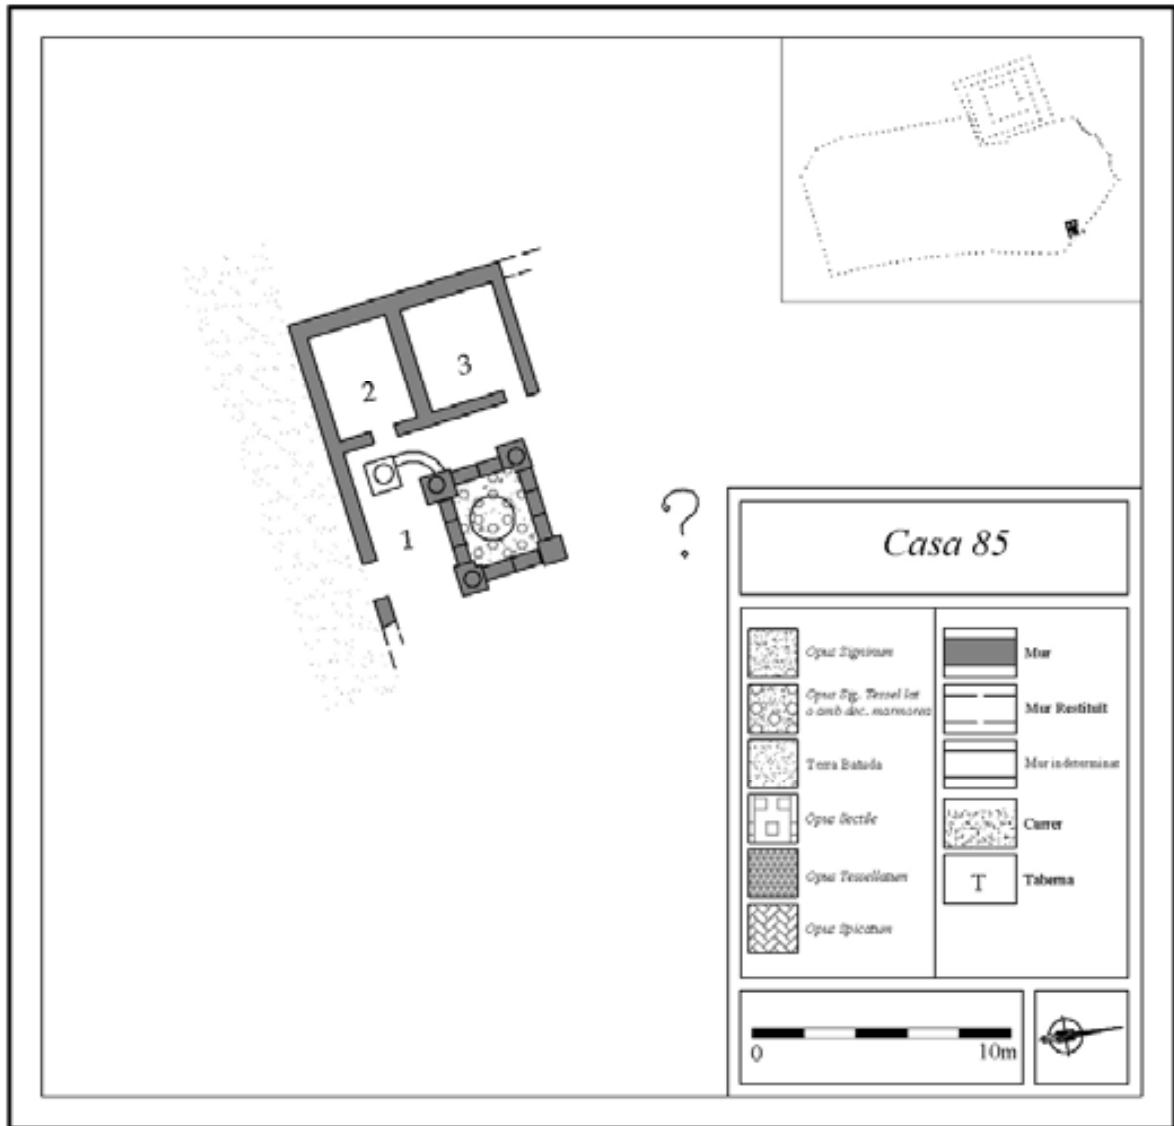 3
2
1
?
Casa 85
Opus Signinum
Opus Sig. Tessel·lat
o amb dec. marmorea
Terra Batuda
Opus Sectile
Opus Tessellatum
Opus Spicatum
Mur
Mur Restituït
Mur indeterminat
Carrer
T
Taberna
0
10m